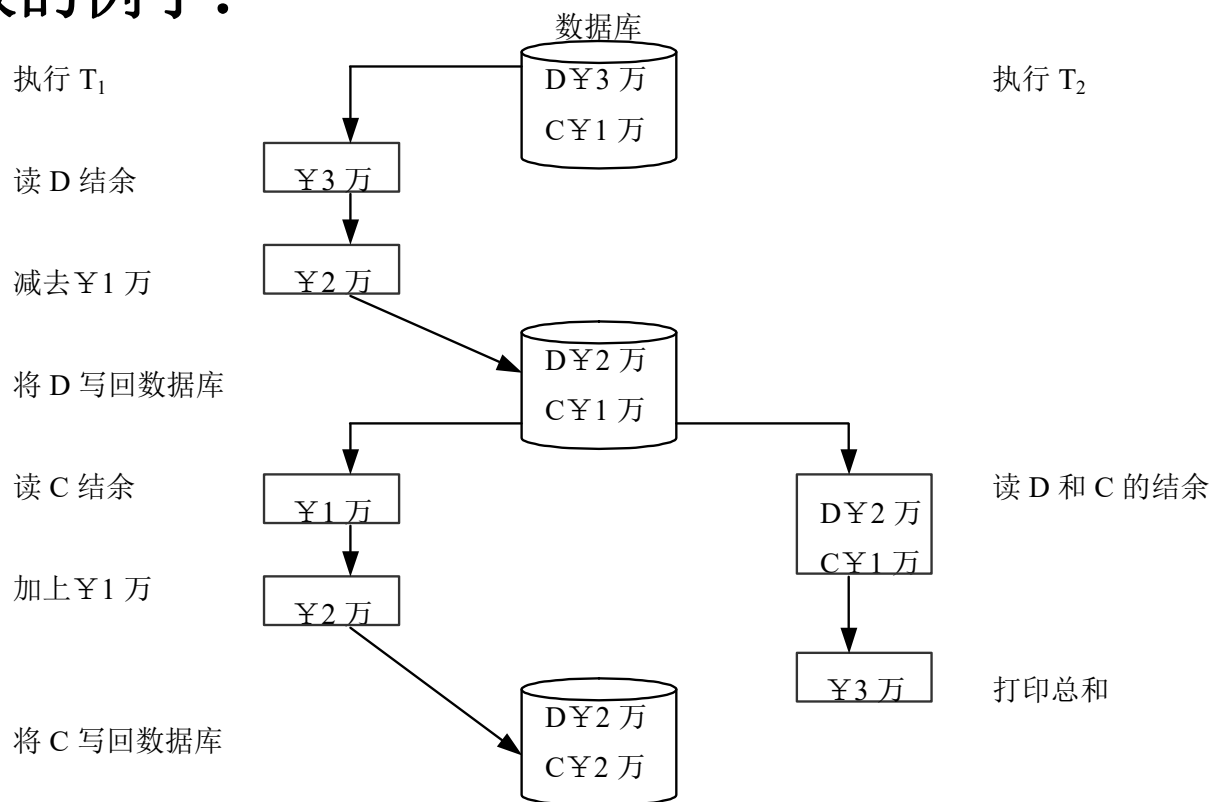 的例子：
数据库
执行 T1
D￥3 万
执行 T2
C￥1 万
读 D 结余
￥3 万
减去￥1 万
￥2 万
D￥2 万
将 D 写回数据库
C￥1 万
读 C 结余
￥1 万
D￥2 万
读 D 和 C 的结余
C￥1 万
加上￥1 万
￥2 万
￥3 万
打印总和
D￥2 万
将 C 写回数据库
C￥2 万